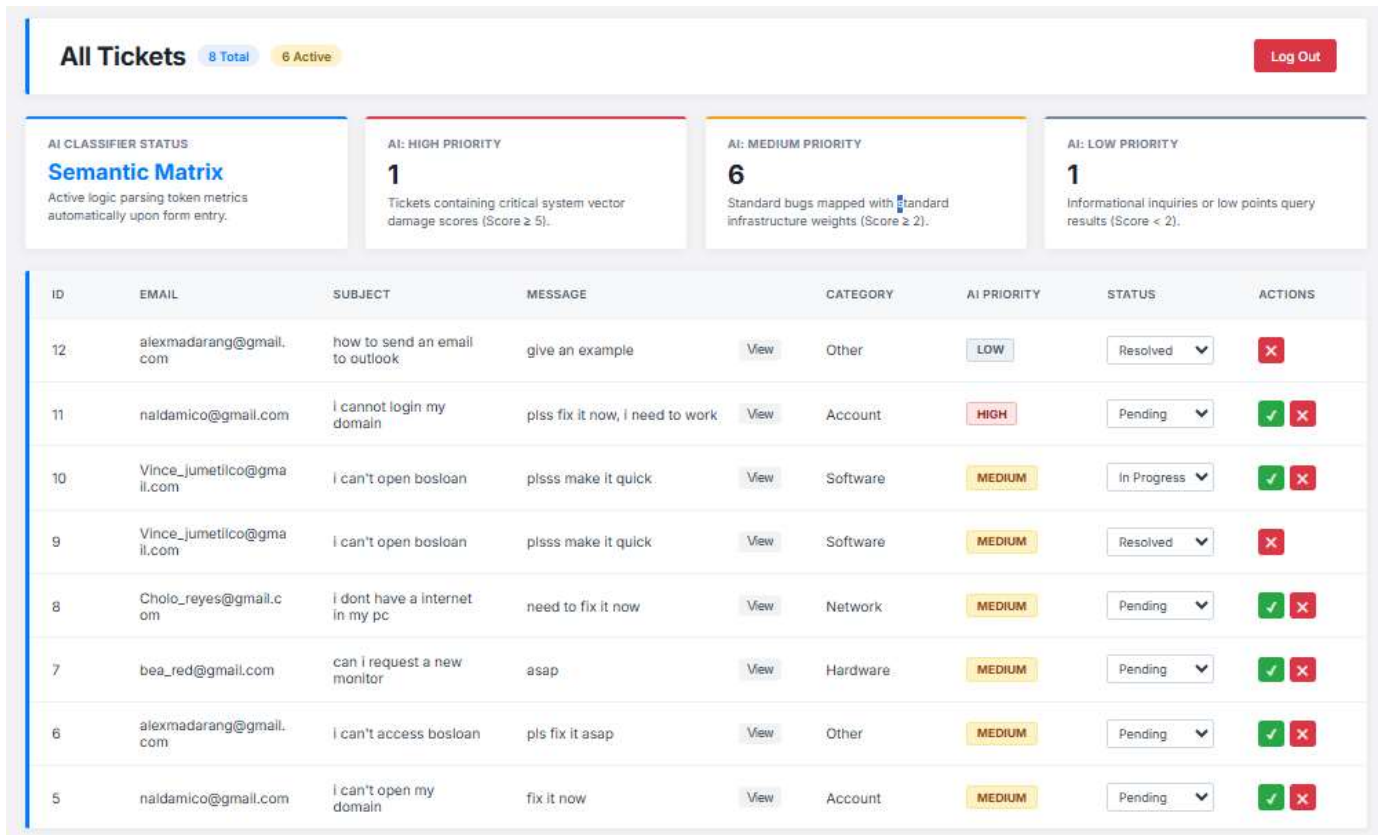 All Tickets 8 Total 6 Active Log Out
AI CLASSIFIER STATUS
Semantic Matrix
Active logic parsing token metrics
automatically upon form entry.
AI: HIGH PRIORITY
1
Tickets containing critical system vector
damage scores (Score ≥ 5).
AI: MEDIUM PRIORITY
6
Standard bugs mapped with standard
infrastructure weights (Score ≥ 2).
AI: LOW PRIORITY
1
Informational inquiries or low points query
results (Score < 2).
ID EMAIL SUBJECT MESSAGE CATEGORY AI PRIORITY STATUS ACTIONS
12
alexmadarang@gmail.
com
how to send an email
to outlook
give an example View Other LOW Resolved
11
naldamico@gmail.com
i cannot login my
domain
plss fix it now, i need to work View Account HIGH Pending
10
Vince_jumetilco@gma
il.com
i can't open bosloan
plsss make it quick View Software MEDIUM In Progress
9
Vince_jumetilco@gma
il.com
i can't open bosloan
plsss make it quick View Software MEDIUM Resolved
8
Cholo_reyes@gmail.c
om
i dont have a internet
in my pc
need to fix it now View Network MEDIUM Pending
7
bea_red@gmail.com
can i request a new
monitor
asap View Hardware MEDIUM Pending
6
alexmadarang@gmail.
com
i can't access bosloan
pls fix it asap View Other MEDIUM Pending
5
naldamico@gmail.com
i can't open my
domain
fix it now View Account MEDIUM Pending